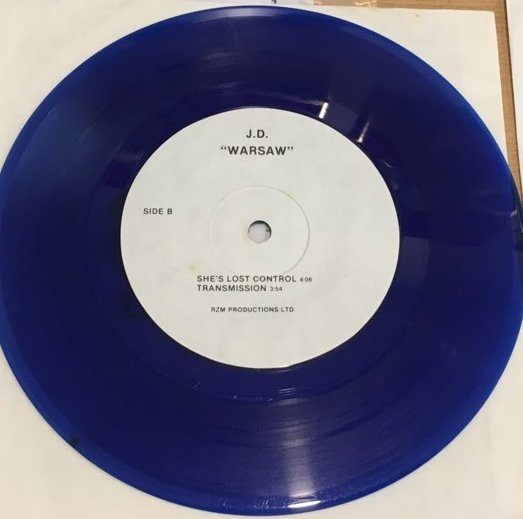 J.D.
"WARSAW"
SIDE B
SHE'S LOST CONTROL 4:06
TRANSMISSION 3:54
RZM PRODUCTIONS LTD